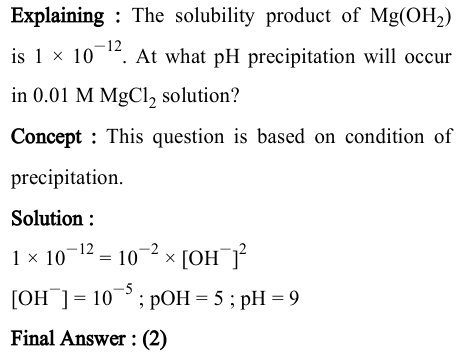 Explaining : The solubility product of Mg(OH₂)
is 1 × 10⁻¹². At what pH precipitation will occur
in 0.01 M MgCl₂ solution?
Concept : This question is based on condition of
precipitation.
Solution :
1 × 10⁻¹² = 10⁻² × [OH⁻]²
[OH⁻] = 10⁻⁵ ; pOH = 5 ; pH = 9
Final Answer : (2)